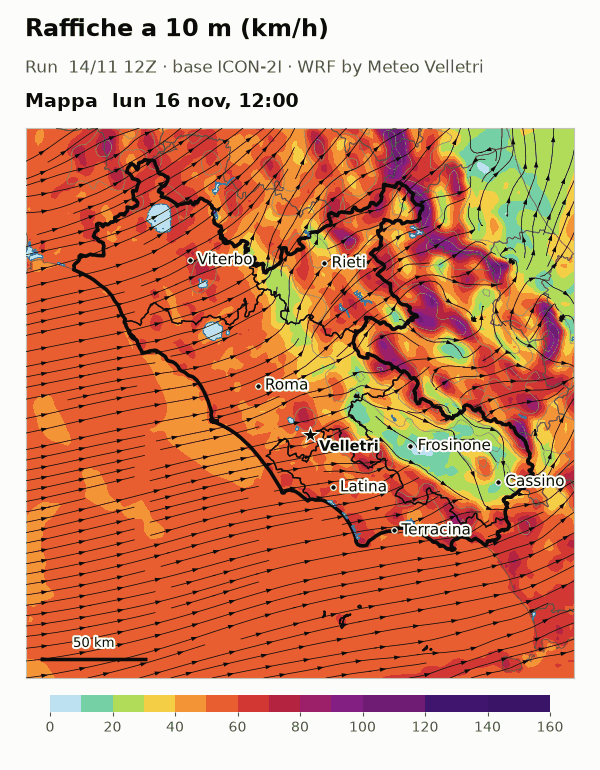 Raffiche a 10 m (km/h)
Run  14/11 12Z · base ICON-2I · WRF by Meteo Velletri
Mappa  lun 16 nov, 12:00
Viterbo
Rieti
Roma
Velletri
Frosinone
Cassino
Latina
Terracina
50 km
0 20 40 60 80 100 120 140 160